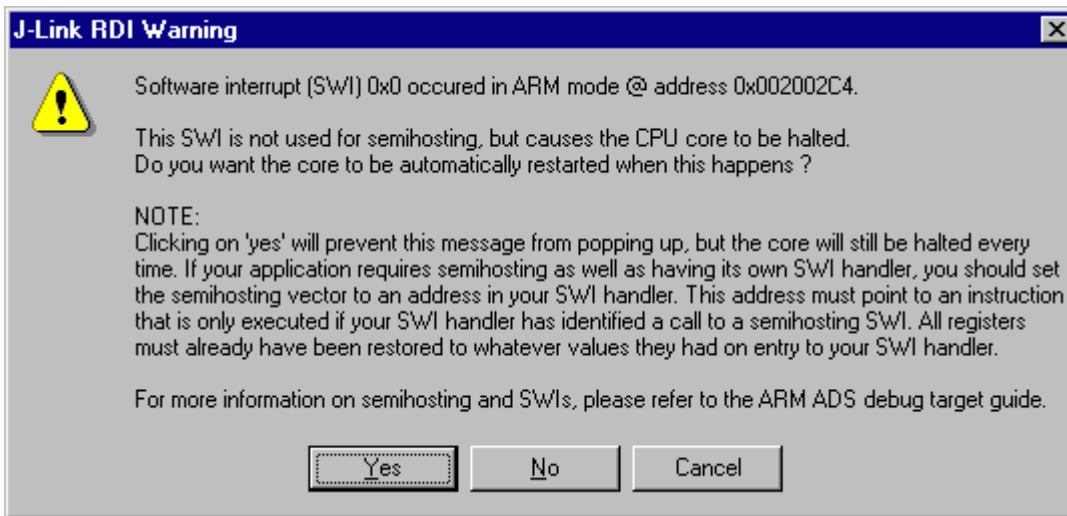 J-Link RDI Warning
Software interrupt (SWI) 0x0 occured in ARM mode @ address 0x002002C4.
This SWI is not used for semihosting, but causes the CPU core to be halted.
Do you want the core to be automatically restarted when this happens ?
NOTE:
Clicking on 'yes' will prevent this message from popping up, but the core will still be halted every
time. If your application requires semihosting as well as having its own SWI handler, you should set
the semihosting vector to an address in your SWI handler. This address must point to an instruction
that is only executed if your SWI handler has identified a call to a semihosting SWI. All registers
must already have been restored to whatever values they had on entry to your SWI handler.
For more information on semihosting and SWIs, please refer to the ARM ADS debug target guide.
Yes No Cancel